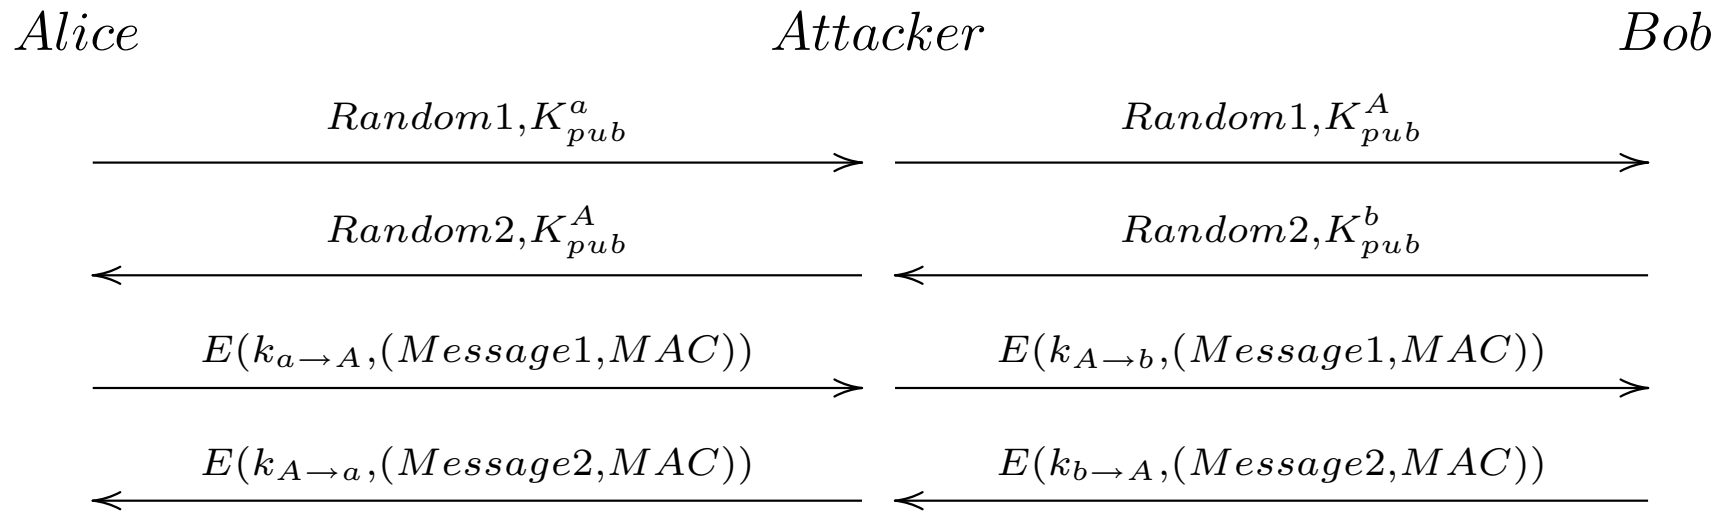 Alice Attacker Bob
Random1,K^a_pub Random1,K^A_pub
Random2,K^A_pub Random2,K^b_pub
E(k_a→A,(Message1,MAC)) E(k_A→b,(Message1,MAC))
E(k_A→a,(Message2,MAC)) E(k_b→A,(Message2,MAC))